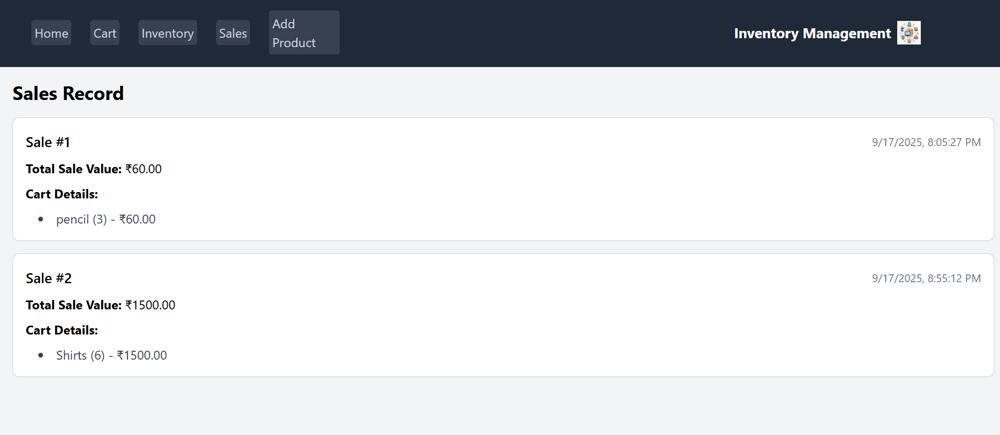 Home Cart Inventory Sales Add
Product
Inventory Management
Sales Record
Sale #1 9/17/2025, 8:05:27 PM
Total Sale Value: ₹60.00
Cart Details:
• pencil (3) - ₹60.00
Sale #2 9/17/2025, 8:55:12 PM
Total Sale Value: ₹1500.00
Cart Details:
• Shirts (6) - ₹1500.00